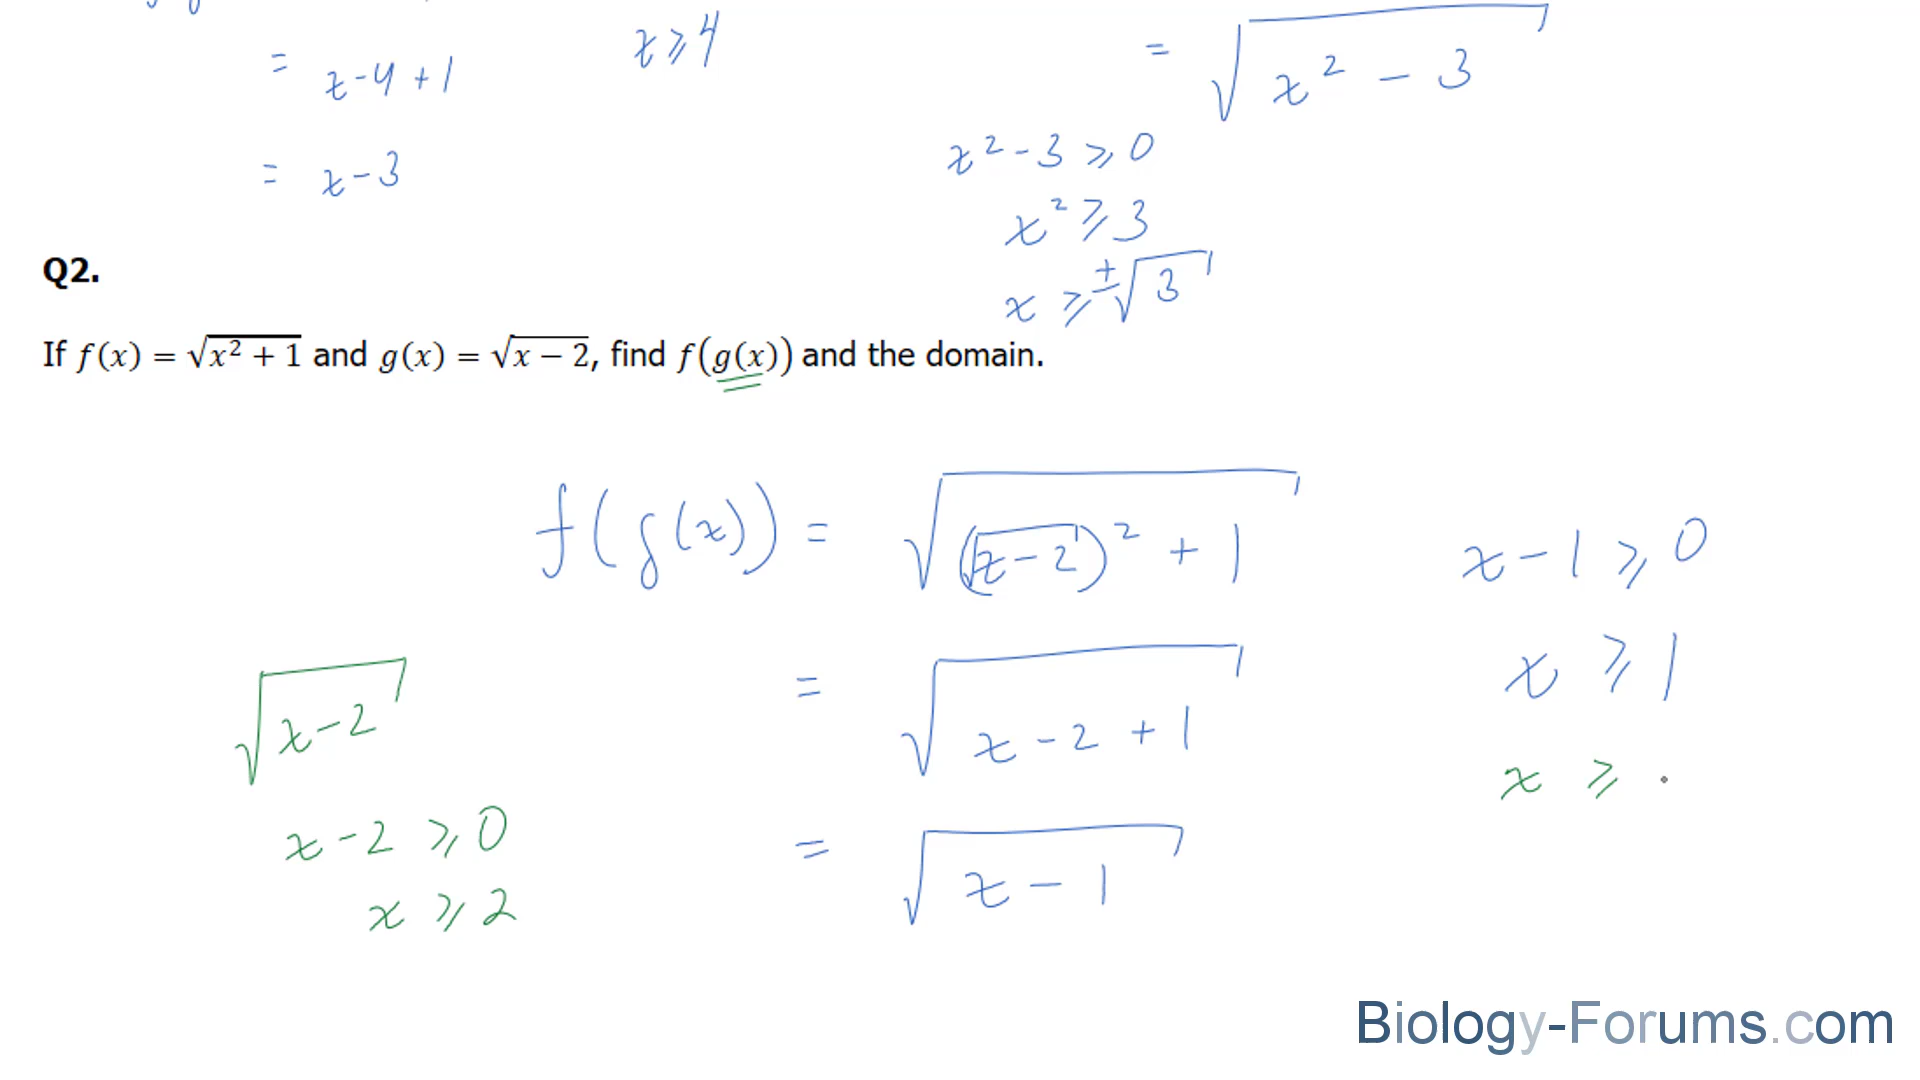 = x-4+1
x ≥ 4
= √(x² - 3)
x² - 3 ≥ 0
= x-3
x² ≥ 3
x ≥ ±√3
Q2.
If f(x) = √(x² + 1) and g(x) = √(x − 2), find f(g(x)) and the domain.
f(g(x)) = √((√(x-2))² + 1)
x - 1 ≥ 0
= √(x - 2 + 1)
x ≥ 1
√(x-2)
x ≥ .
x - 2 ≥ 0
= √(x - 1)
x ≥ 2
Biology-Forums.com